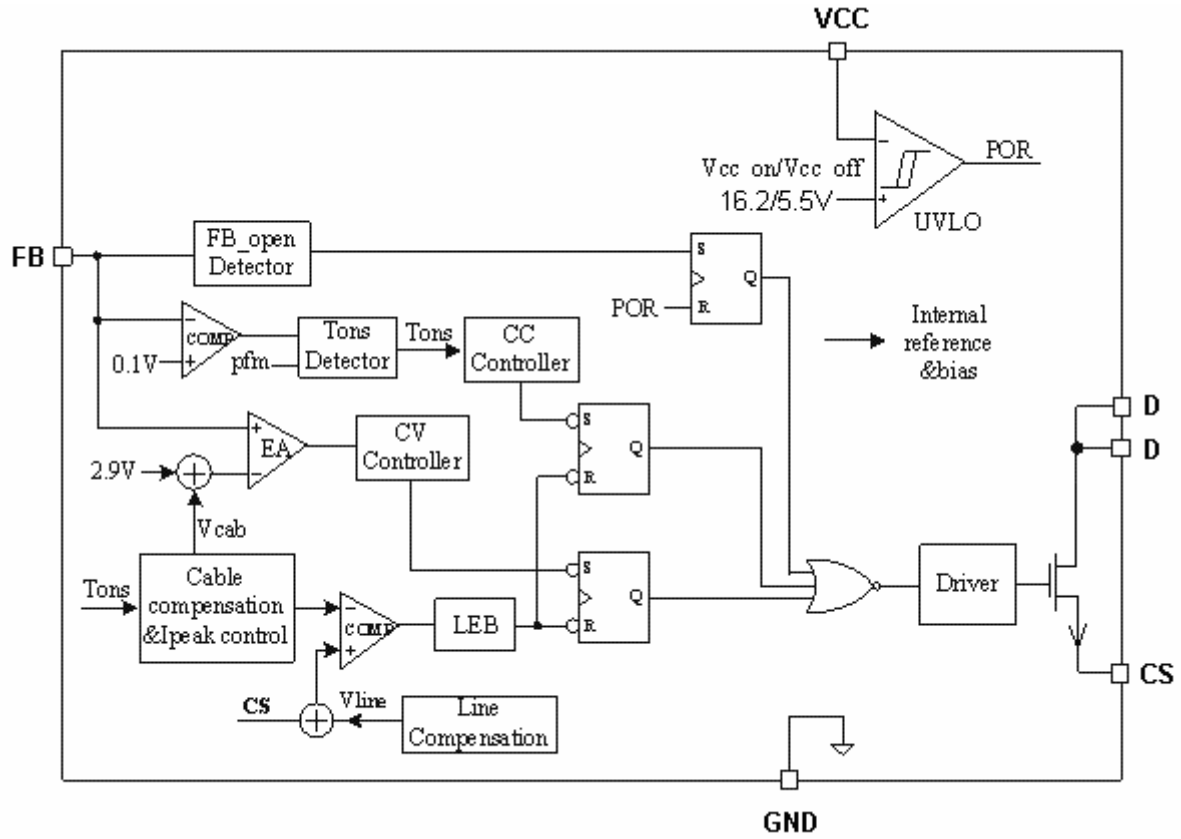 VCC
Vcc on/Vcc off
16.2/5.5V
-
+
UVLO
POR
FB
FB_open
Detector
S
Q
R
POR
Internal
reference
&bias
-
COMP
+
0.1V
pfm
Tons
Detector
Tons
CC
Controller
S
Q
R
+
EA
-
2.9V
+
CV
Controller
Vcab
Tons
Cable
compensation
&Ipeak control
-
COMP
+
LEB
S
Q
R
Driver
D
D
CS
CS
+
Vline
Line
Compensation
GND